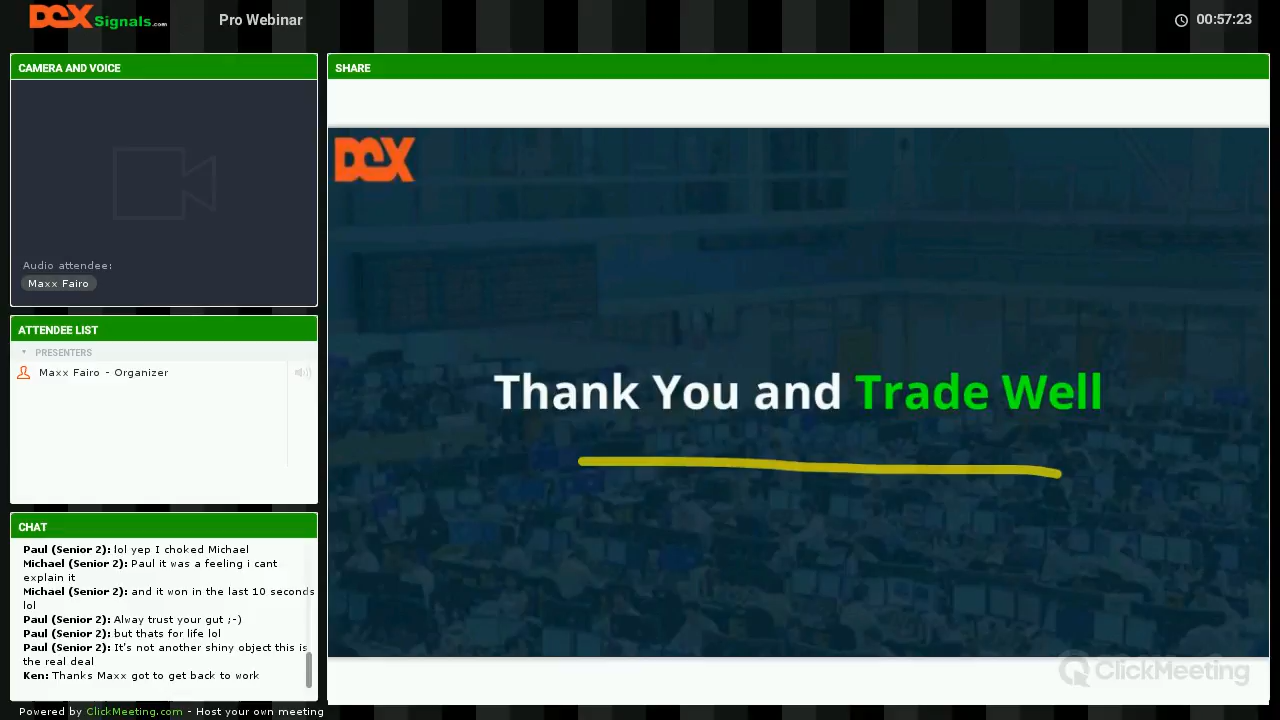 DCX Signals.com
Pro Webinar
00:57:23
CAMERA AND VOICE
Audio attendee:
Maxx Fairo
ATTENDEE LIST
PRESENTERS
Maxx Fairo - Organizer
CHAT
Paul (Senior 2): lol yep I choked Michael
Michael (Senior 2): Paul it was a feeling i cant
explain it
Michael (Senior 2): and it won in the last 10 seconds
lol
Paul (Senior 2): Alway trust your gut ;-)
Paul (Senior 2): but thats for life lol
Paul (Senior 2): It's not another shiny object this is
the real deal
Ken: Thanks Maxx got to get back to work
Powered by ClickMeeting.com - Host your own meeting
SHARE
DCX
Thank You and Trade Well
ClickMeeting